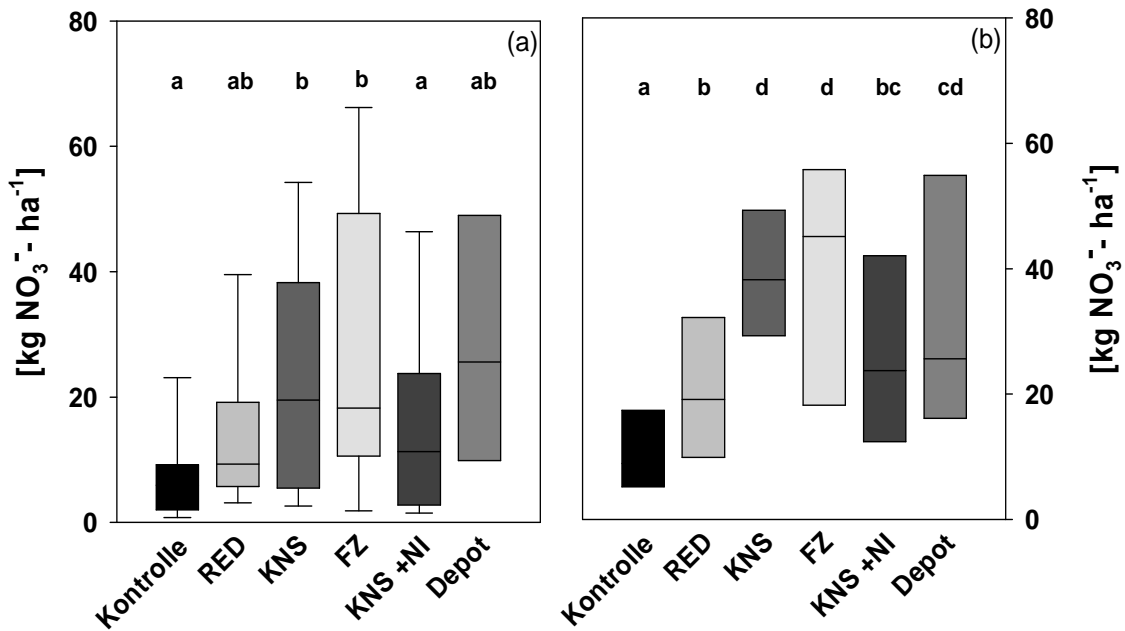 [kg NO₃⁻- ha⁻¹]
80
60
40
20
0
(a)
a ab b b a ab
Kontrolle RED KNS FZ KNS +NI Depot
(b)
a b d d bc cd
Kontrolle RED KNS FZ KNS +NI Depot
80
60
40
20
0
[kg NO₃⁻- ha⁻¹]